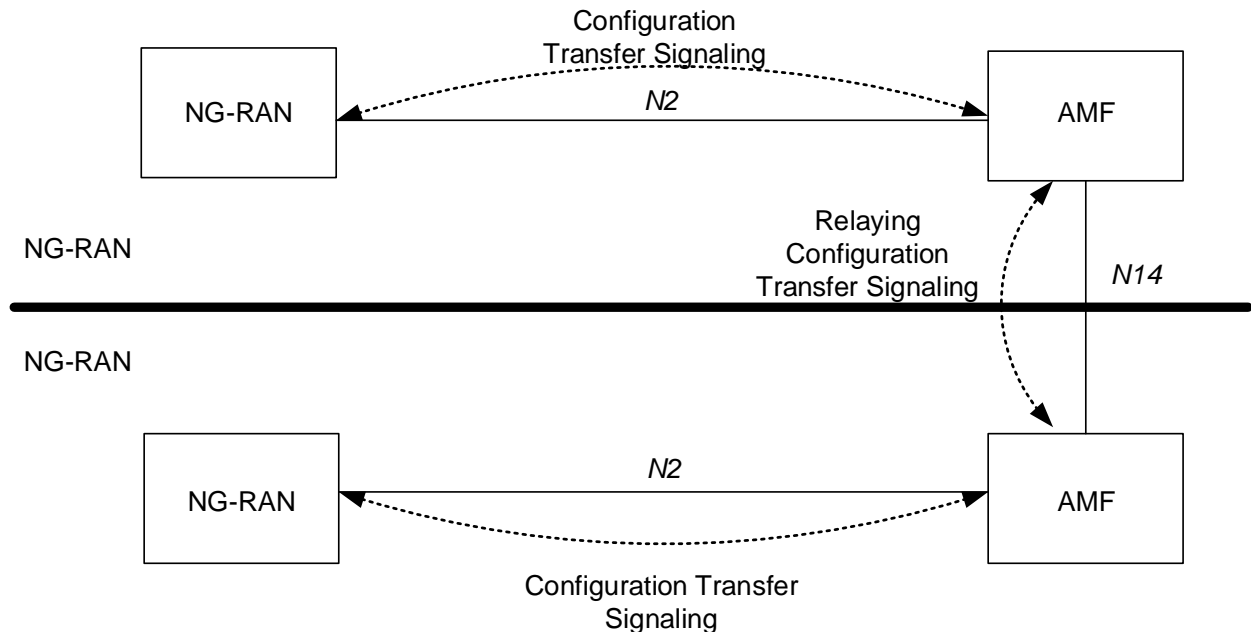 Configuration
Transfer Signaling
NG-RAN
N2
AMF
Relaying
Configuration
Transfer Signaling
NG-RAN
N14
NG-RAN
N2
NG-RAN
AMF
Configuration Transfer
Signaling